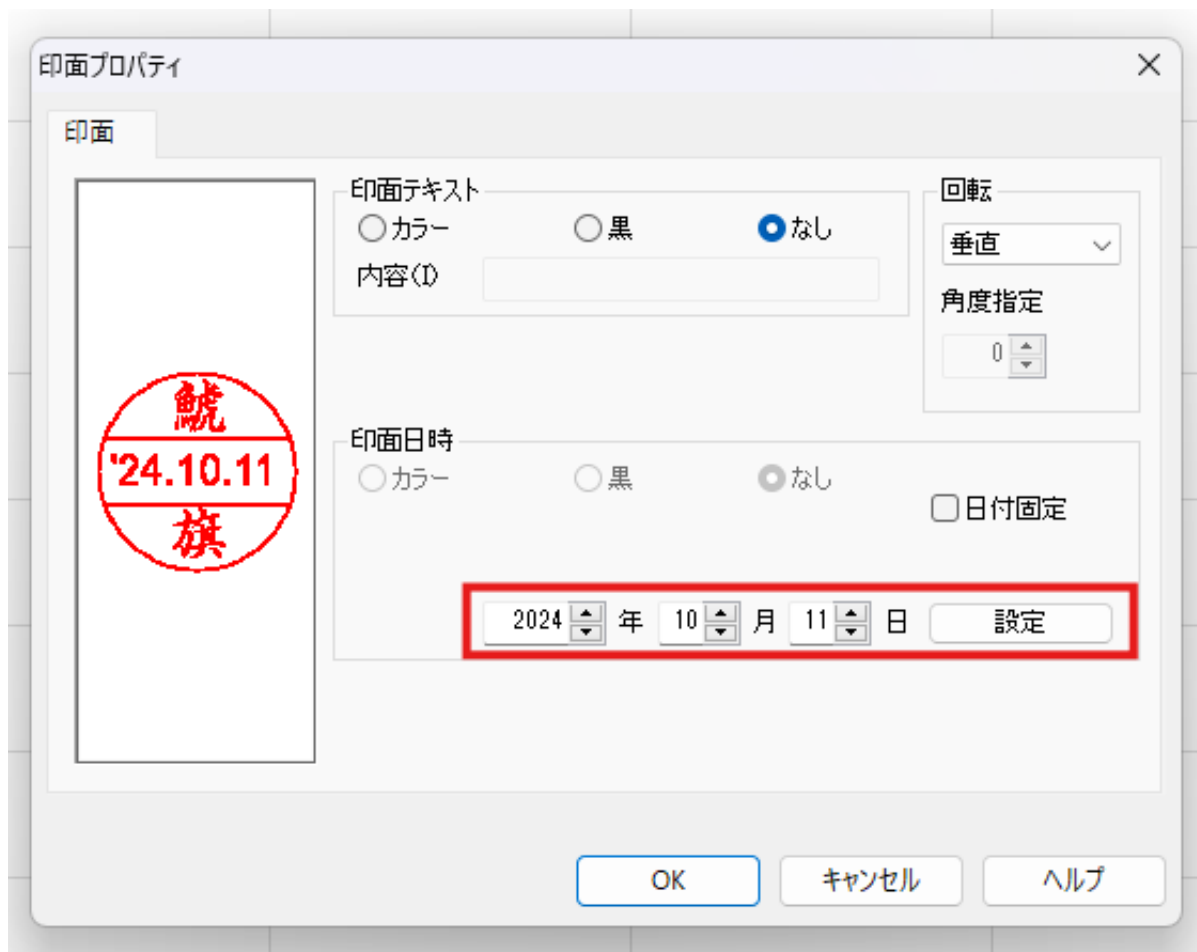 印面プロパティ
印面
鯱
'24.10.11
旗
印面テキスト
カラー 黒 なし
内容(I)
回転
垂直
角度指定
0
印面日時
カラー 黒 なし
日付固定
2024 年 10 月 11 日 設定
OK キャンセル ヘルプ